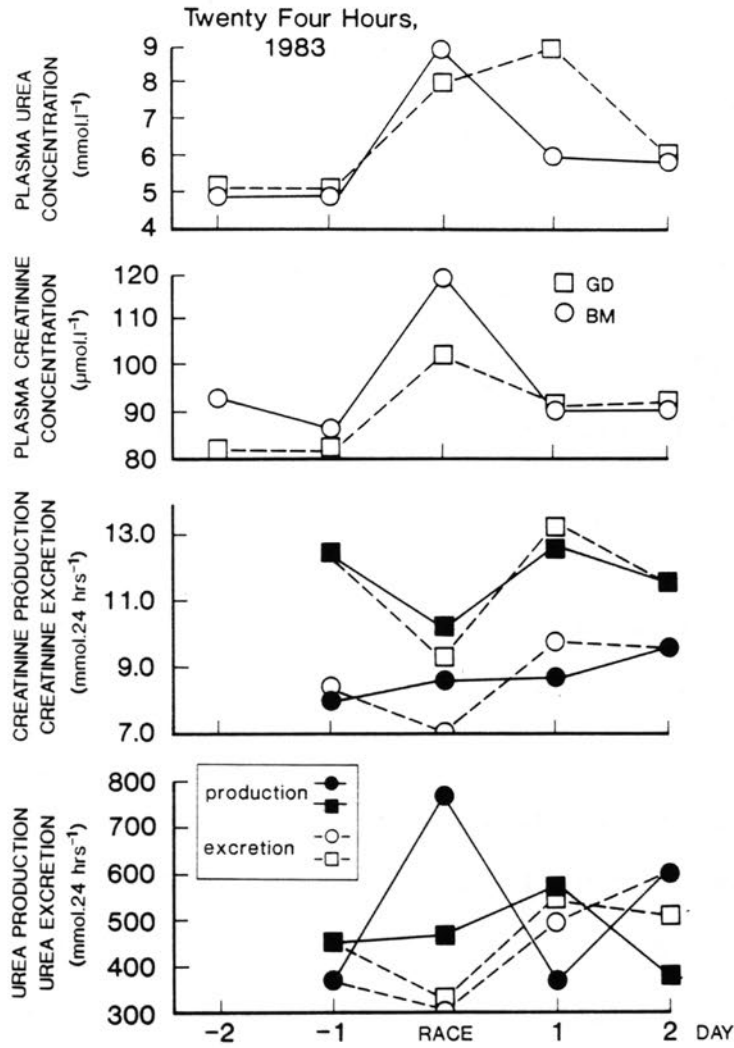 Twenty Four Hours,
1983
PLASMA UREA
CONCENTRATION
(mmol.l⁻¹)
9
8
7
6
5
4
PLASMA CREATININE
CONCENTRATION
(µmol.l⁻¹)
120
110
100
90
80
GD
BM
CREATININE PRODUCTION
CREATININE EXCRETION
(mmol.24 hrs⁻¹)
13.0
11.0
9.0
7.0
UREA PRODUCTION
UREA EXCRETION
(mmol.24 hrs⁻¹)
800
700
600
500
400
300
production
excretion
-2 -1 RACE 1 2 DAY